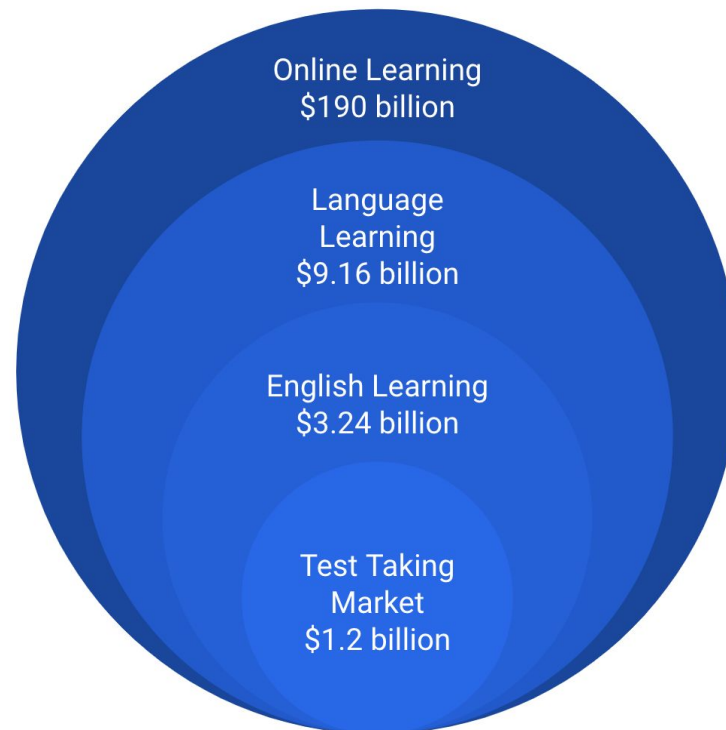 Online Learning
$190 billion
Language
Learning
$9.16 billion
English Learning
$3.24 billion
Test Taking
Market
$1.2 billion